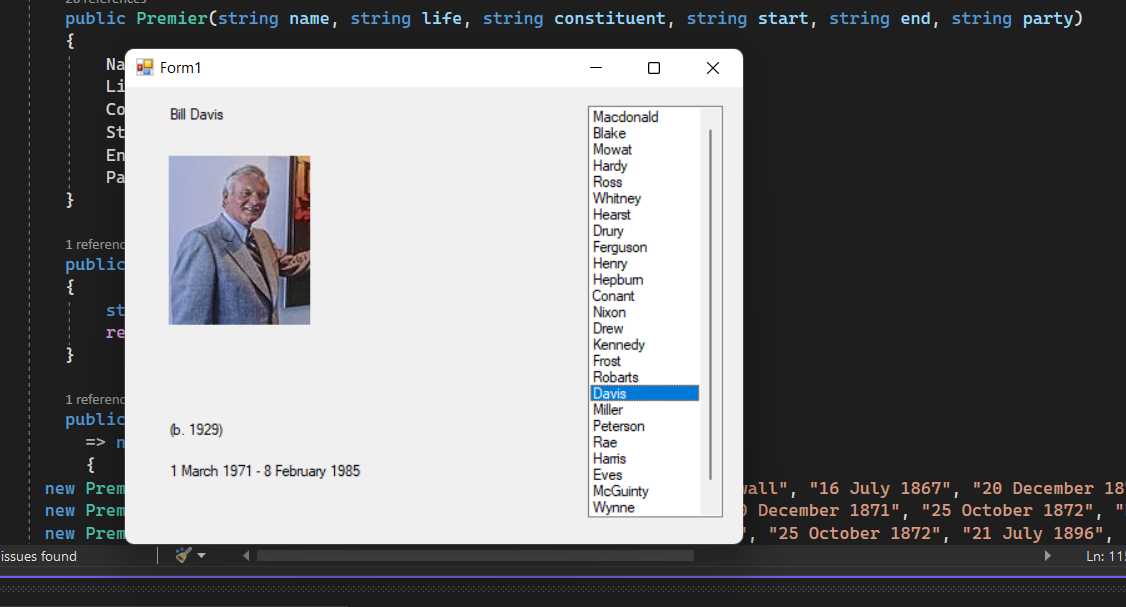 public Premier(string name, string life, string constituent, string start, string end, string party)
{
Na
Li
Co
St
En
Pa
}
1 referenc
public
{
st
re
}
1 referenc
public
=> n
{
new Prem
new Prem
new Prem
Form1
Bill Davis
(b. 1929)
1 March 1971 - 8 February 1985
Macdonald
Blake
Mowat
Hardy
Ross
Whitney
Hearst
Drury
Ferguson
Henry
Hepburn
Conant
Nixon
Drew
Kennedy
Frost
Robarts
Davis
Miller
Peterson
Rae
Harris
Eves
McGuinty
Wynne
wall", "16 July 1867", "20 December 18
December 1871", "25 October 1872", "
", "25 October 1872", "21 July 1896",
issues found
Ln: 115